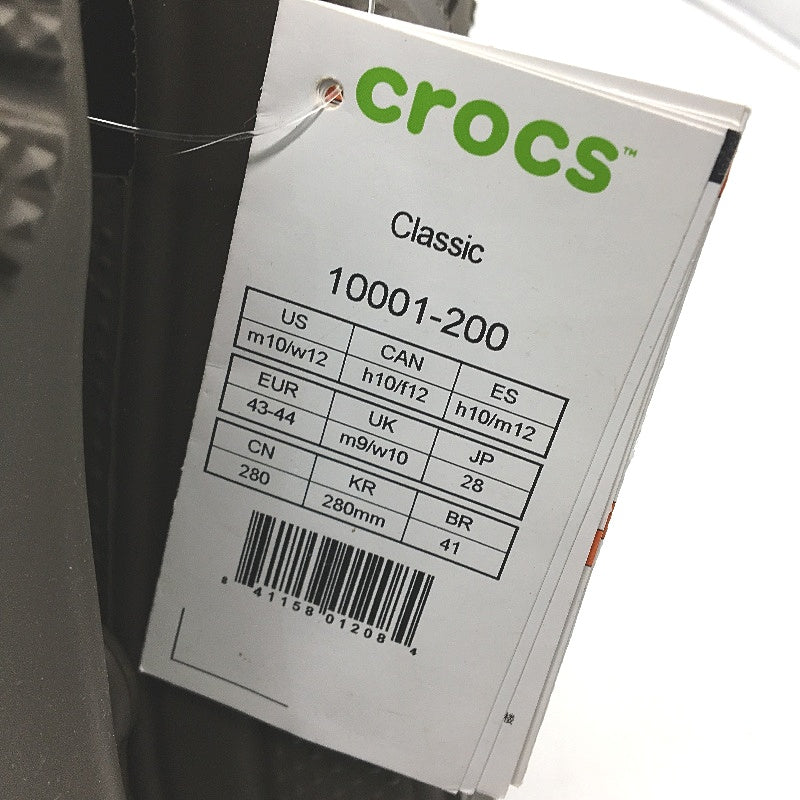 crocs™
Classic
10001-200
US CAN ES
m10/w12 h10/f12 h10/m12
EUR UK JP
43-44 m9/w10 28
CN KR BR
280 280mm 41
8 41158 01208 4